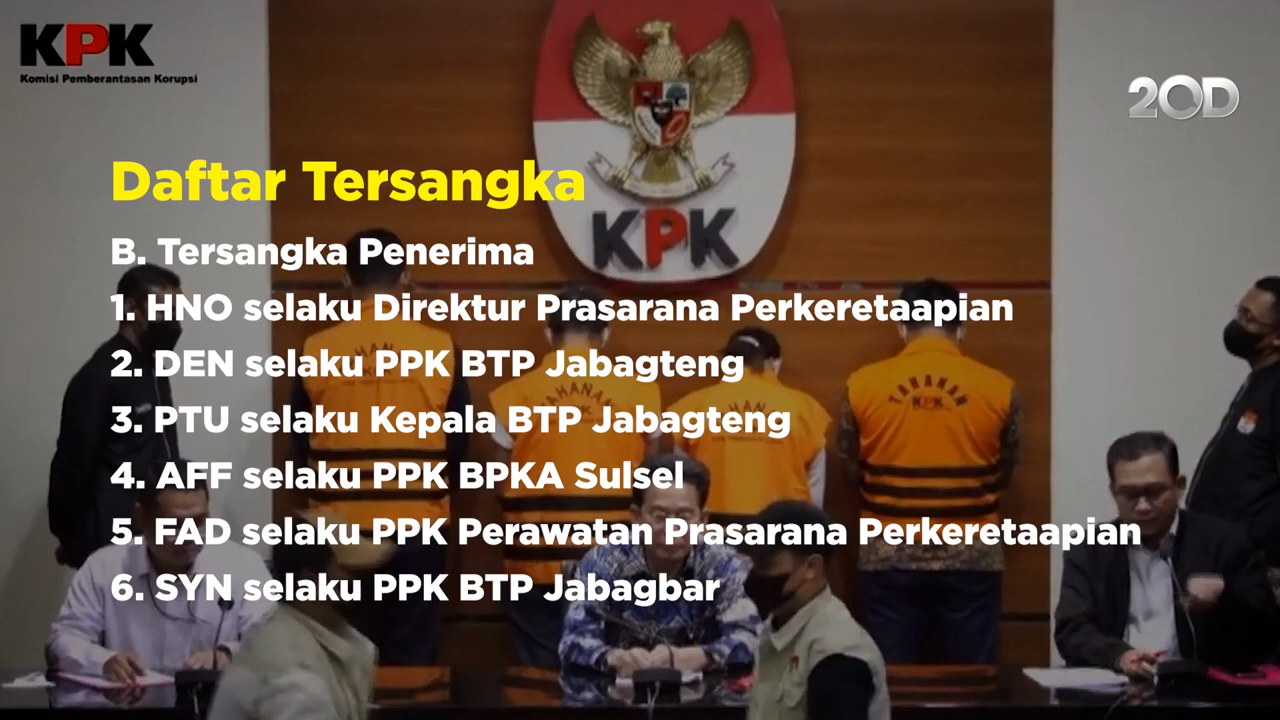 KPK
Komisi Pemberantasan Korupsi
20D
Daftar Tersangka
KPK
B. Tersangka Penerima
1. HNO selaku Direktur Prasarana Perkeretaapian
2. DEN selaku PPK BTP Jabagteng
3. PTU selaku Kepala BTP Jabagteng
4. AFF selaku PPK BPKA Sulsel
5. FAD selaku PPK Perawatan Prasarana Perkeretaapian
6. SYN selaku PPK BTP Jabagbar
TAHANAN
KPK